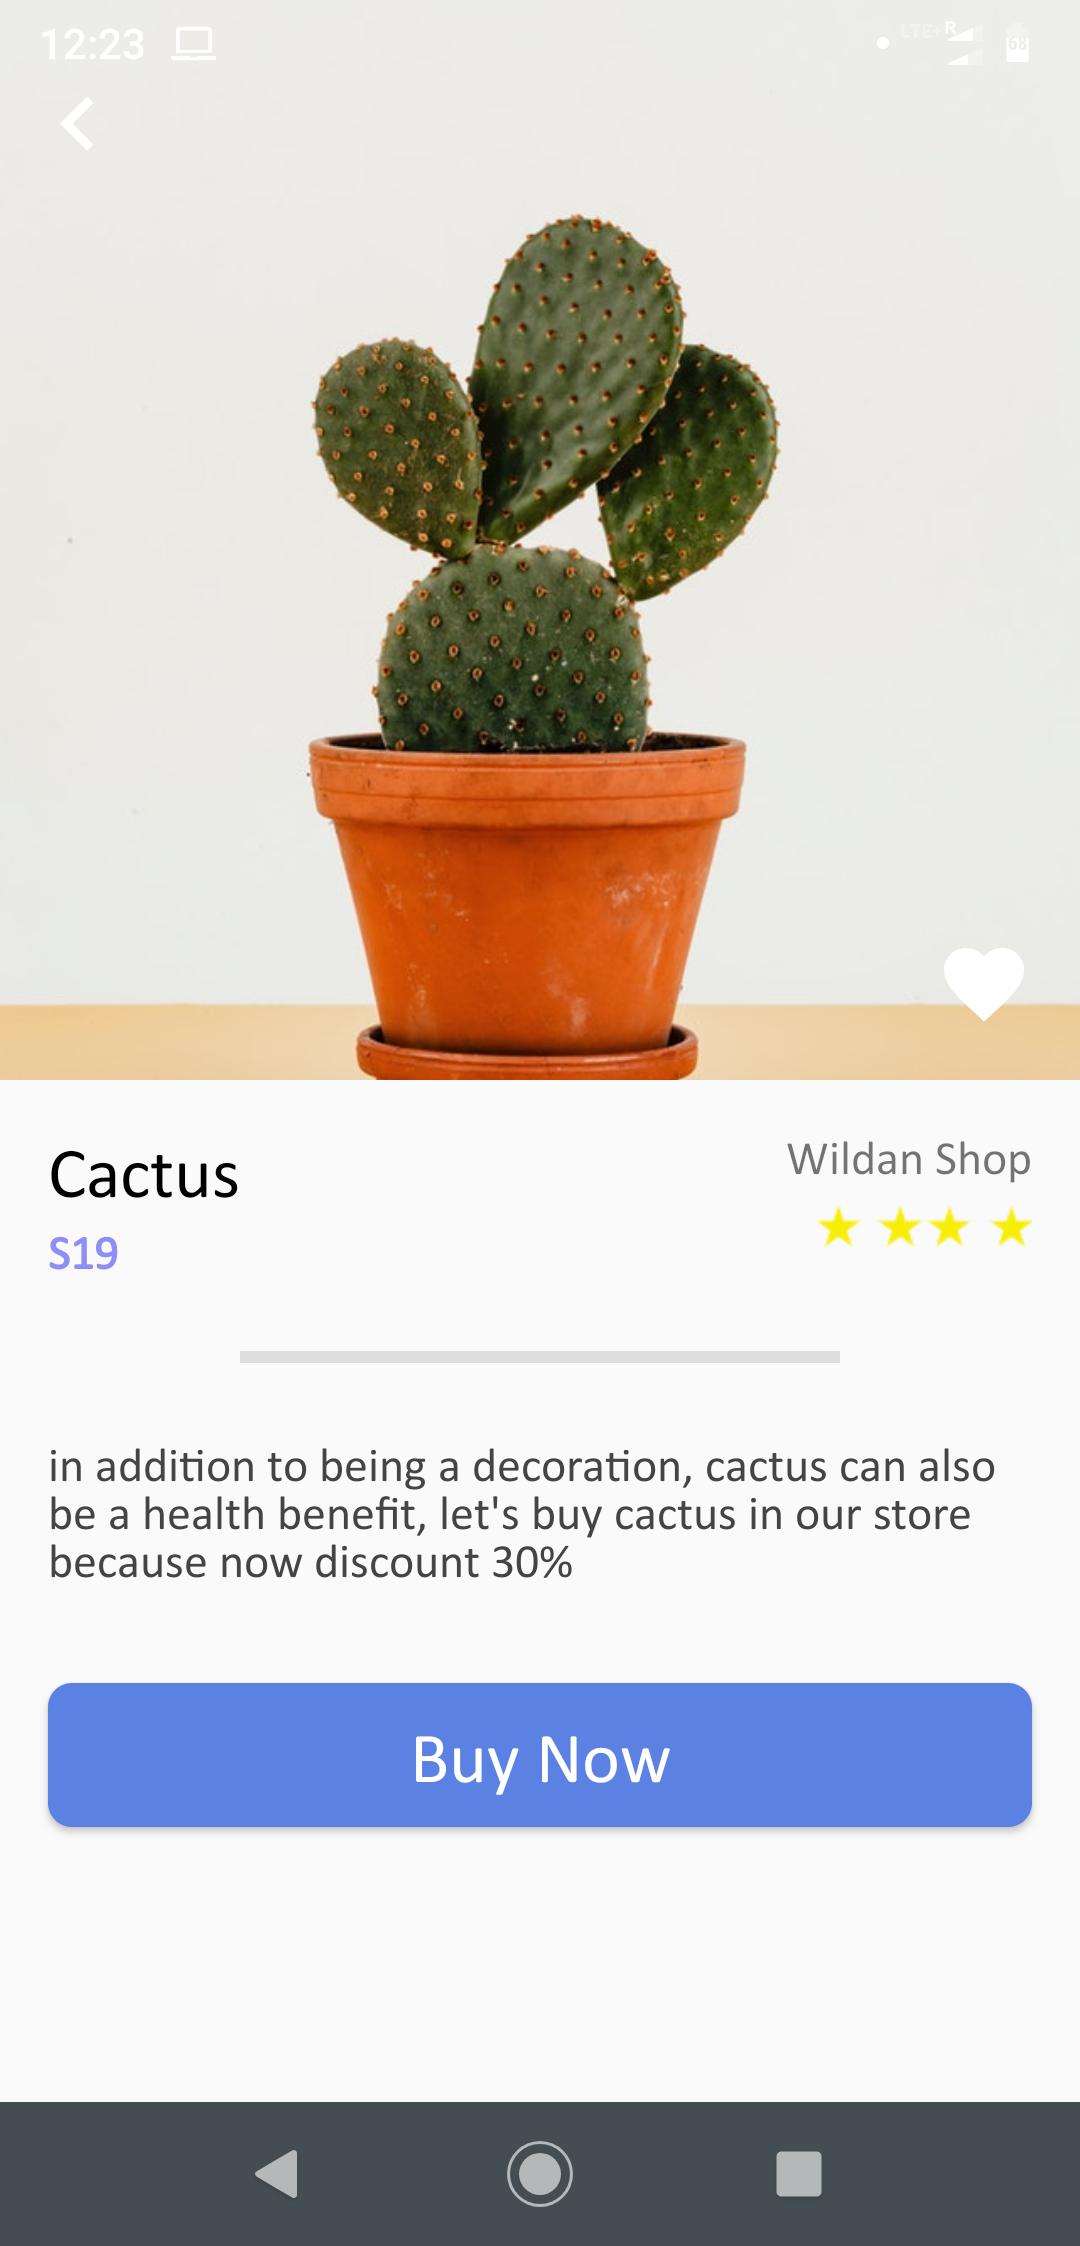 12:23
LTE+ R
68
Cactus
Wildan Shop
S19
in addition to being a decoration, cactus can also
be a health benefit, let's buy cactus in our store
because now discount 30%
Buy Now